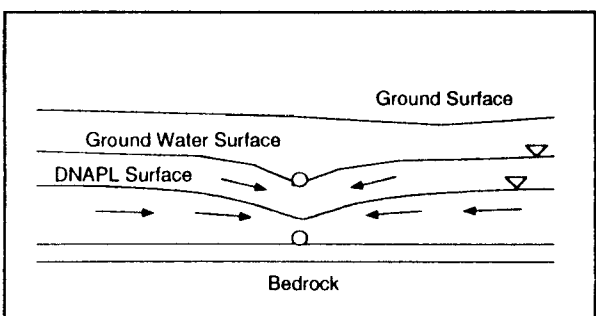 Ground Surface
Ground Water Surface
DNAPL Surface
Bedrock